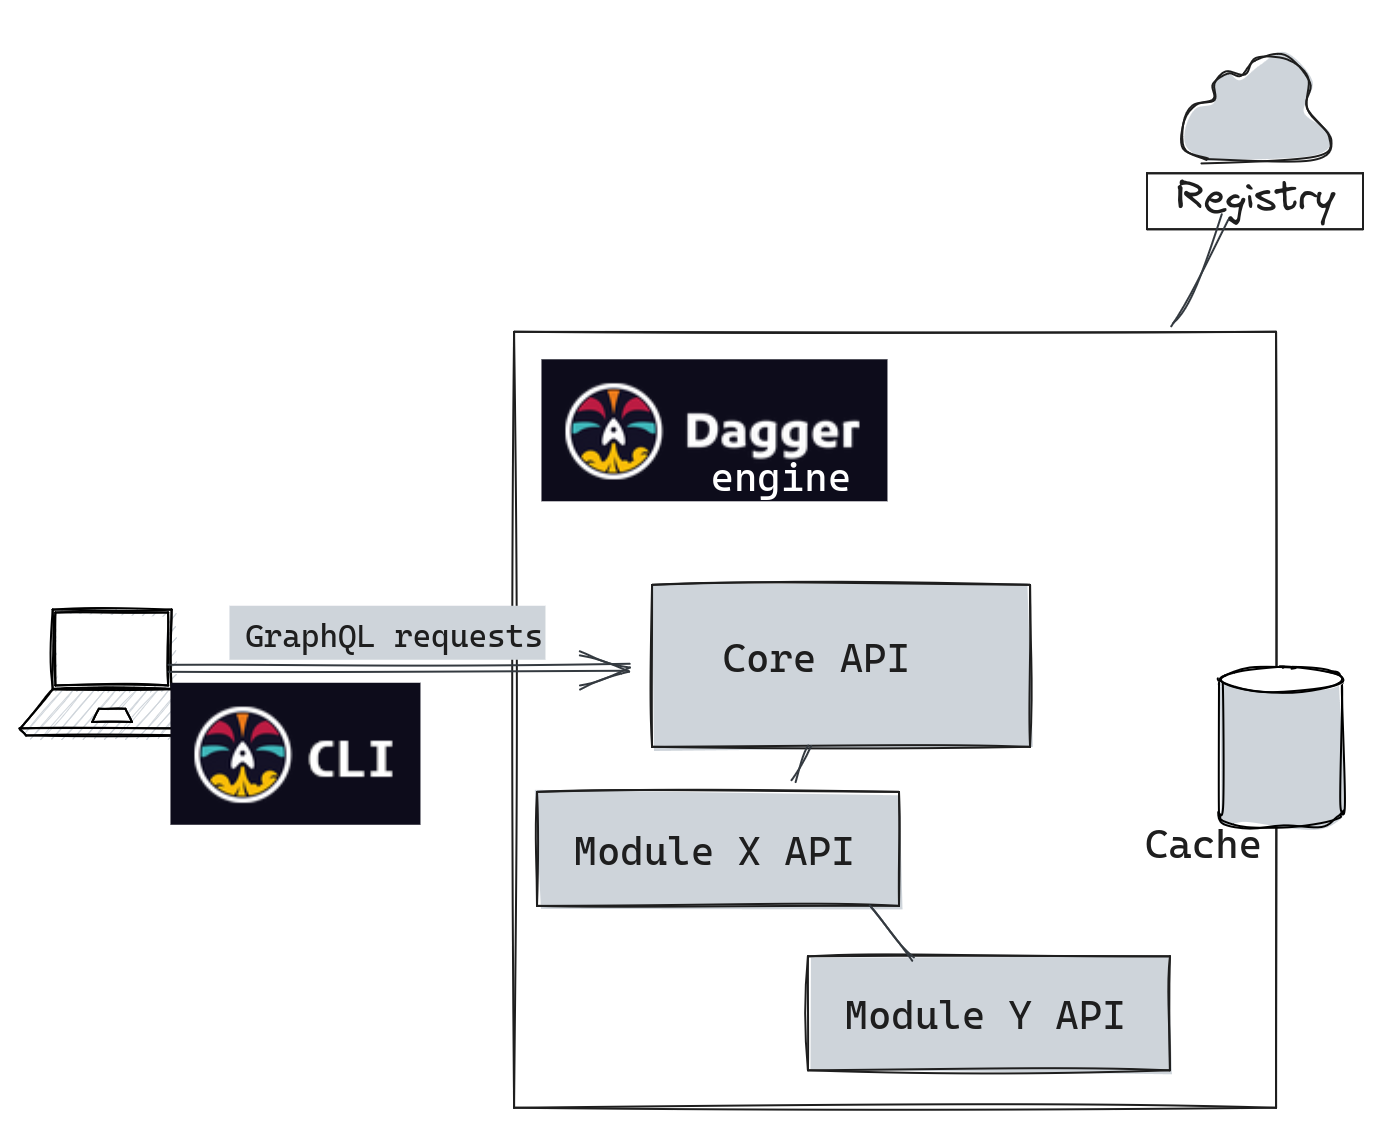 Registry
Dagger
engine
GraphQL requests
Core API
CLI
Module X API
Cache
Module Y API